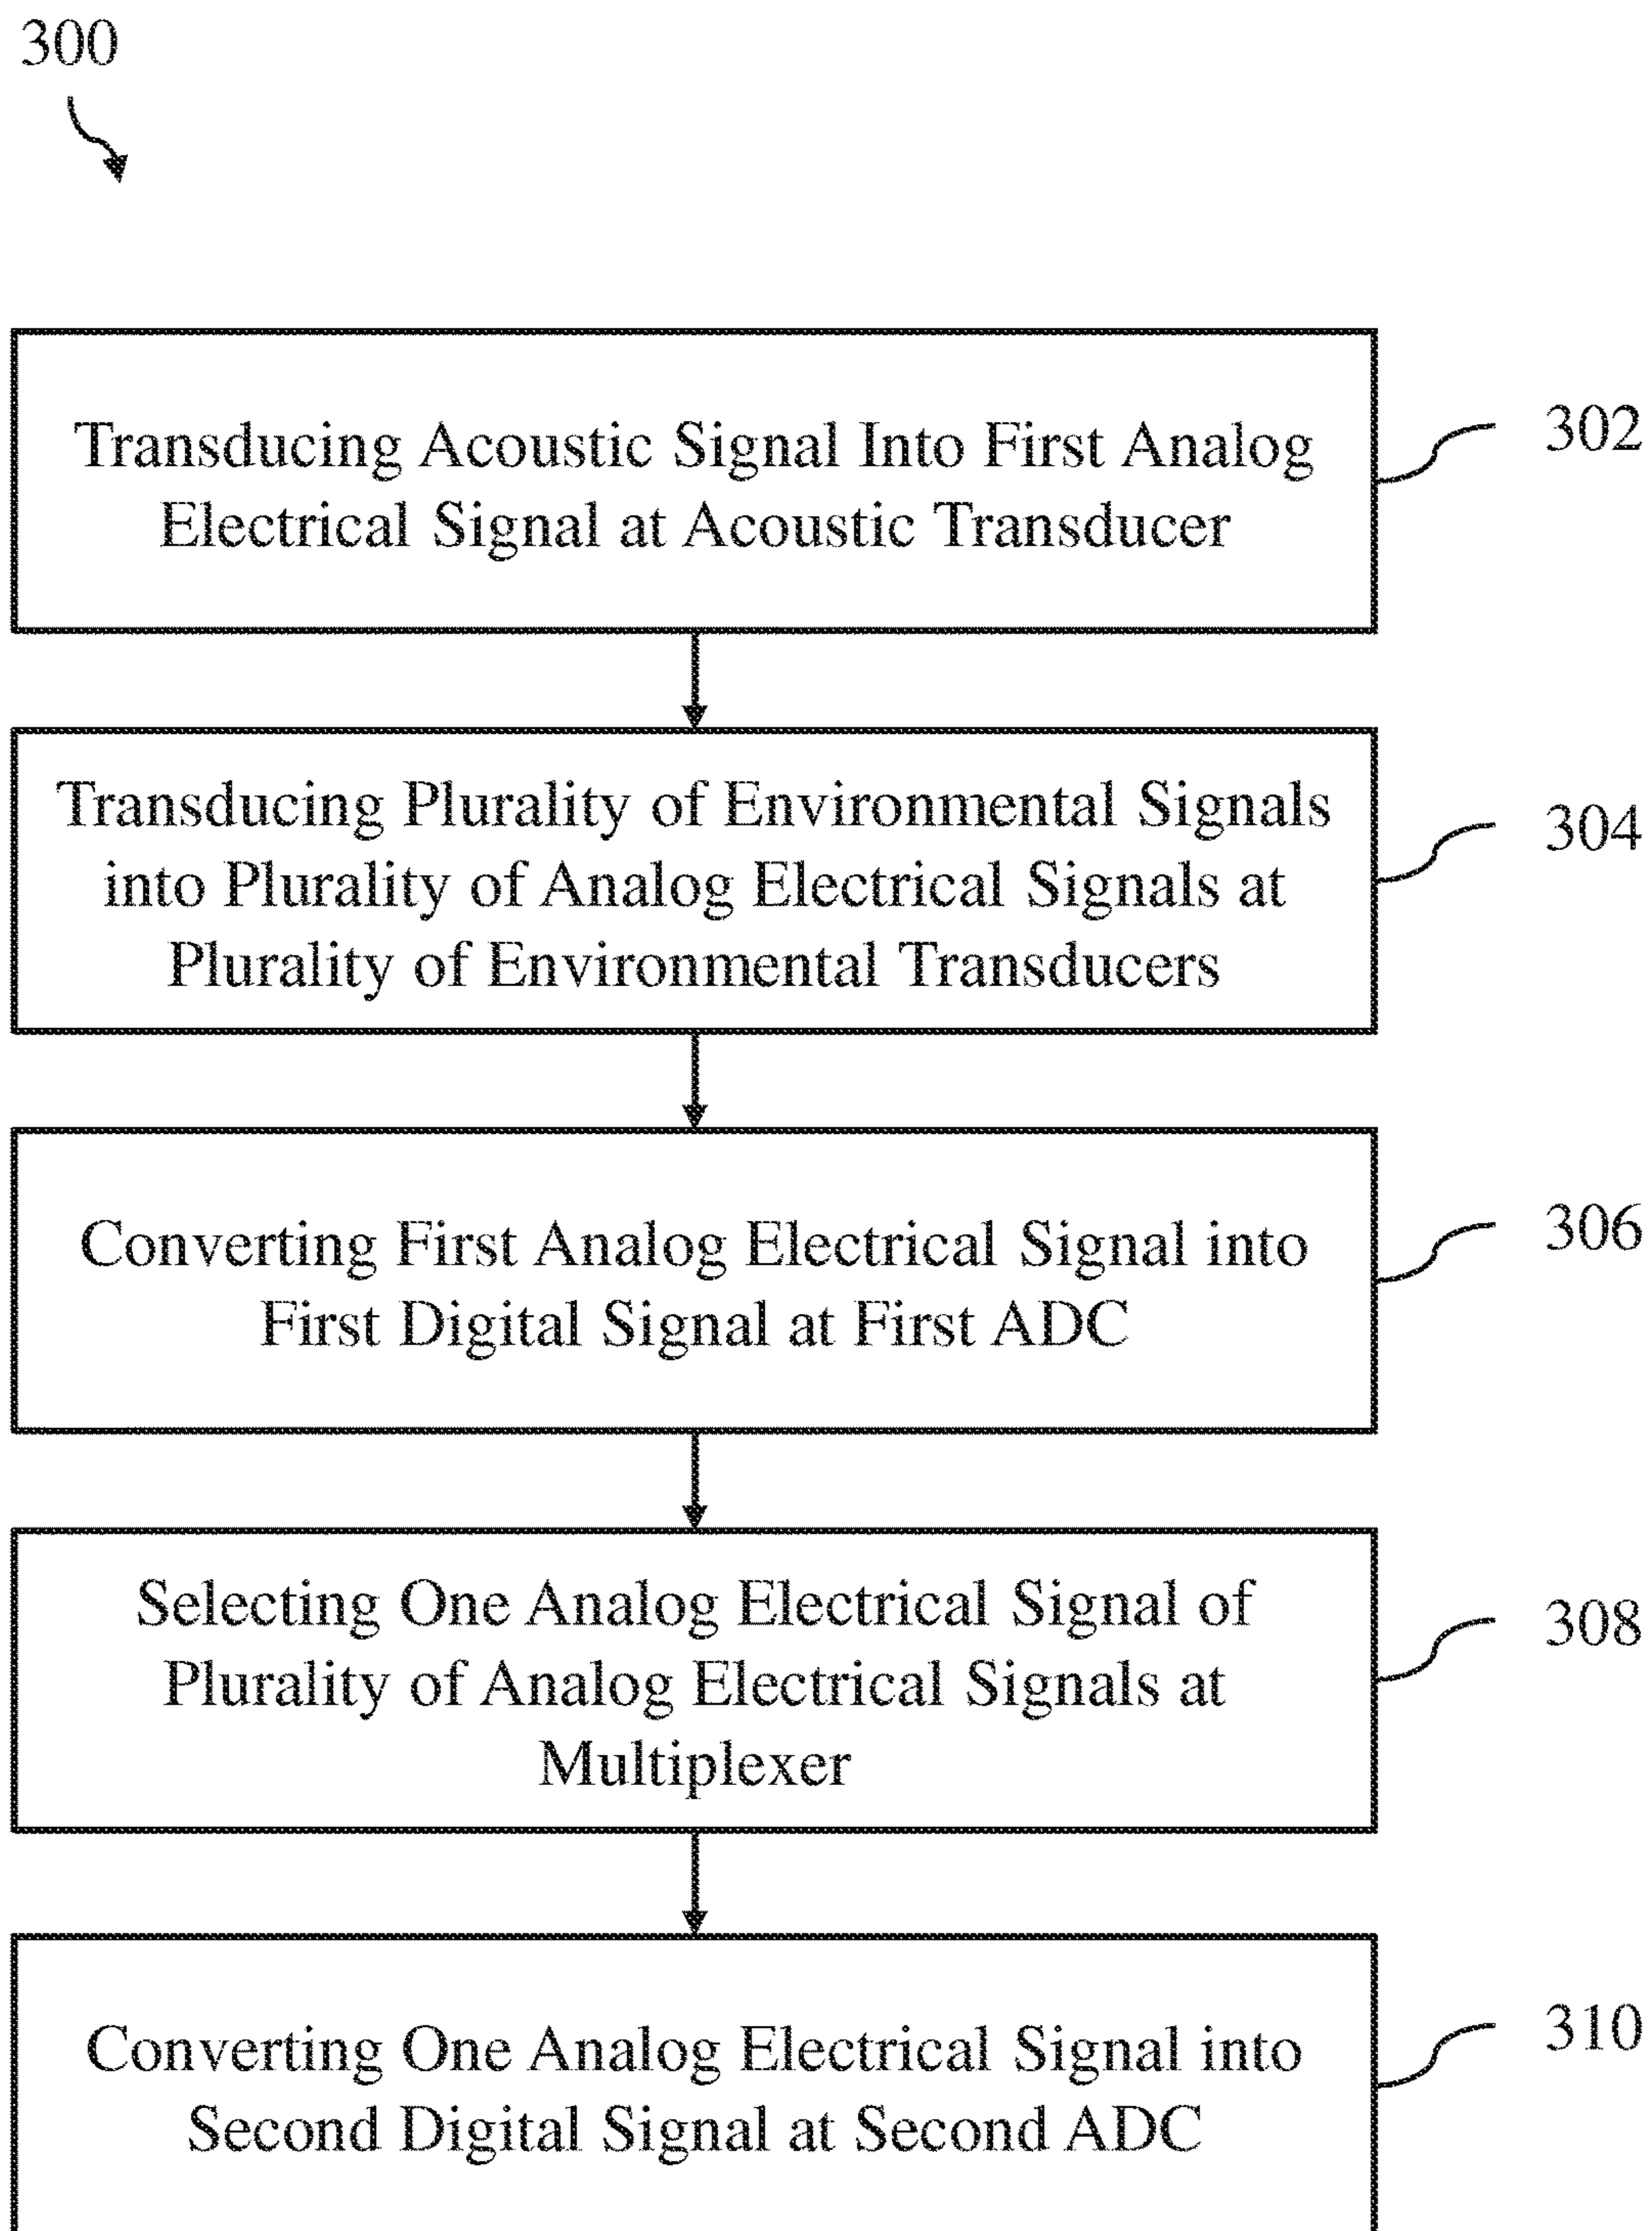 300
Transducing Acoustic Signal Into First Analog
Electrical Signal at Acoustic Transducer
302
Transducing Plurality of Environmental Signals
into Plurality of Analog Electrical Signals at
Plurality of Environmental Transducers
304
Converting First Analog Electrical Signal into
First Digital Signal at First ADC
306
Selecting One Analog Electrical Signal of
Plurality of Analog Electrical Signals at
Multiplexer
308
Converting One Analog Electrical Signal into
Second Digital Signal at Second ADC
310